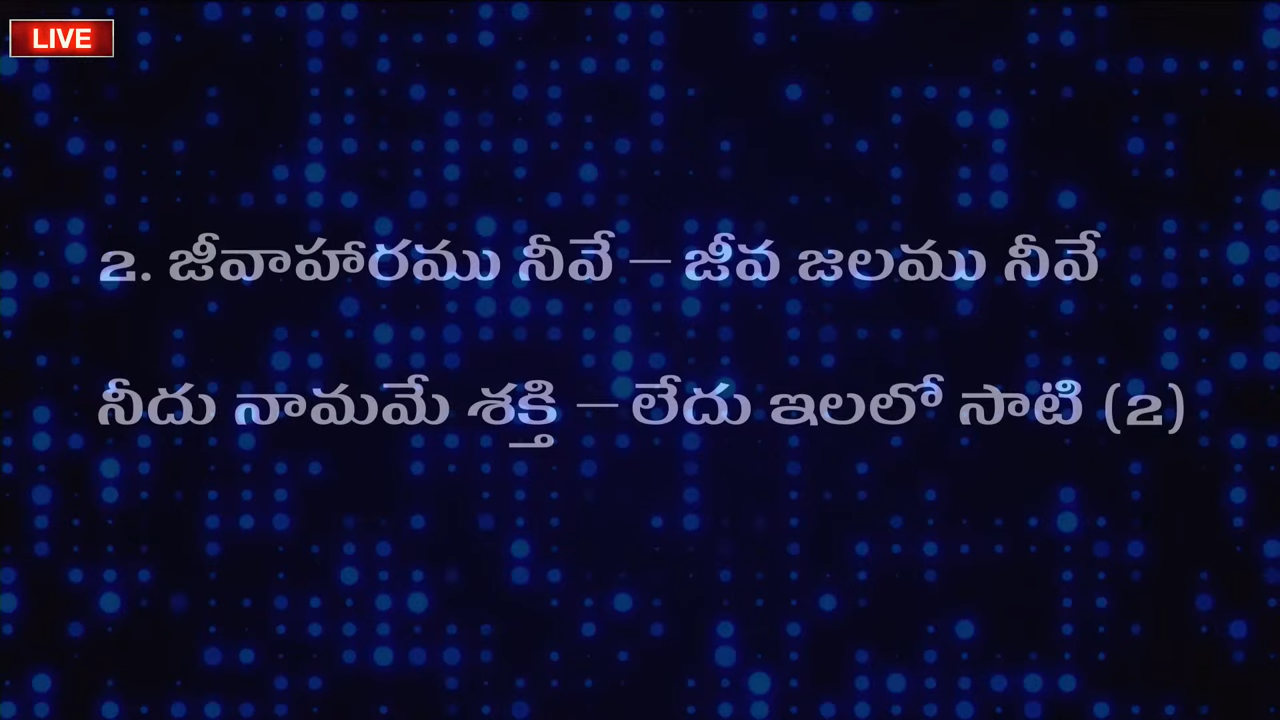 LIVE
2. జీవాహారము నీవే – జీవ జలము నీవే
నీదు నామమే శక్తి – లేదు ఇలలో సాటి (2)